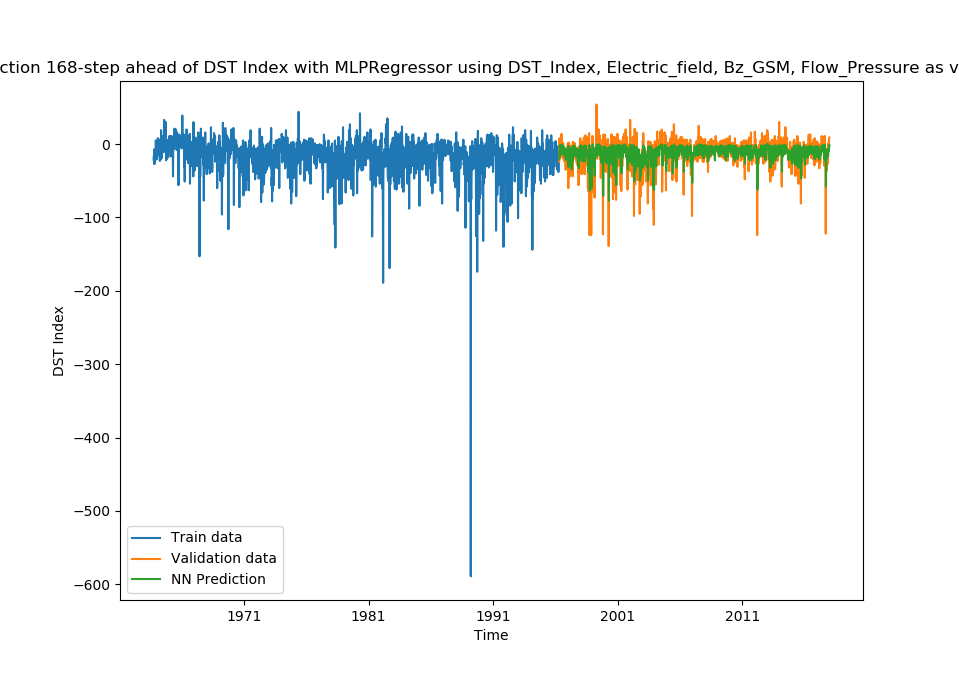 ction 168-step ahead of DST Index with MLPRegressor using DST_Index, Electric_field, Bz_GSM, Flow_Pressure as v
0
−100
−200
−300
−400
−500
−600
DST Index
Train data
Validation data
NN Prediction
1971
1981
1991
2001
2011
Time